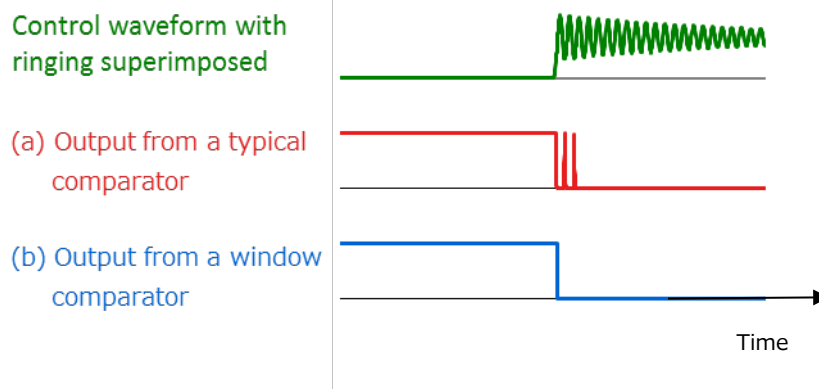 Control waveform with
ringing superimposed
(a) Output from a typical
comparator
(b) Output from a window
comparator
Time